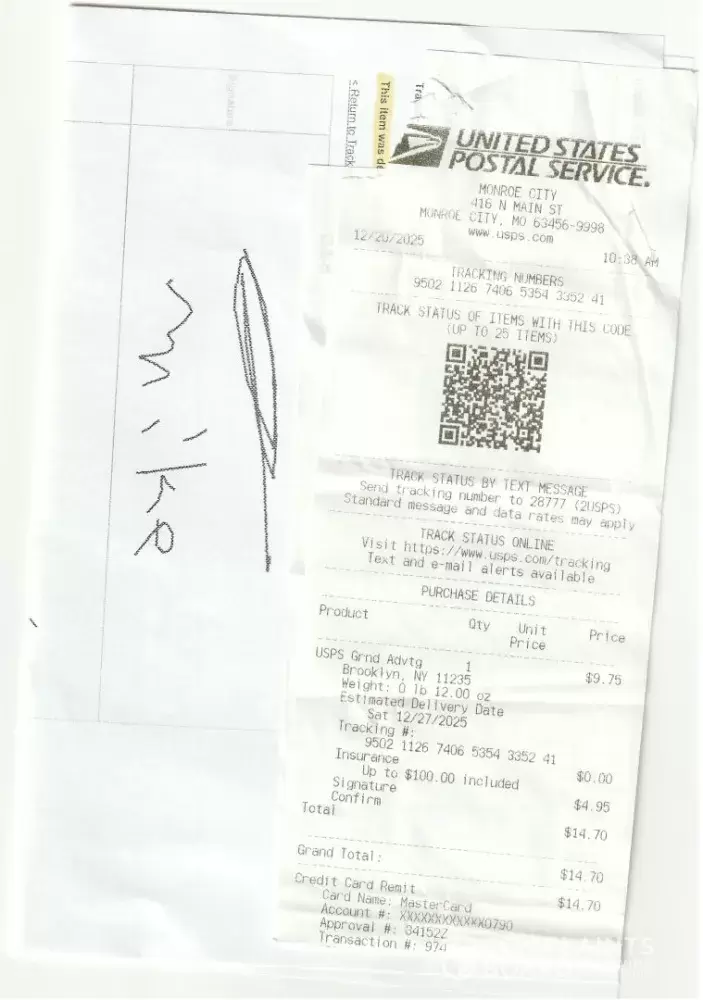 UNITED STATES
POSTAL SERVICE.
MONROE CITY
416 N MAIN ST
MONROE CITY, MO 63456-9998
www.usps.com
12/20/2025 10:38 AM
TRACKING NUMBERS
9502 1126 7406 5354 3352 41
TRACK STATUS OF ITEMS WITH THIS CODE
(UP TO 25 ITEMS)
TRACK STATUS BY TEXT MESSAGE
Send tracking number to 28777 (2USPS)
Standard message and data rates may apply
TRACK STATUS ONLINE
Visit https://www.usps.com/tracking
Text and e-mail alerts available
PURCHASE DETAILS
Product Qty Unit Price
Price
USPS Grnd Advtg 1 $9.75
Brooklyn, NY 11235
Weight: 0 lb 12.00 oz
Estimated Delivery Date
Sat 12/27/2025
Tracking #:
9502 1126 7406 5354 3352 41
Insurance $0.00
Up to $100.00 included
Signature $4.95
Confirm
Total $14.70
Grand Total: $14.70
Credit Card Remit $14.70
Card Name: MasterCard
Account #: XXXXXXXXXXXX0790
Approval #: 34152Z
Transaction #: 974
This item was de
s Return to Track
Tra
Signature